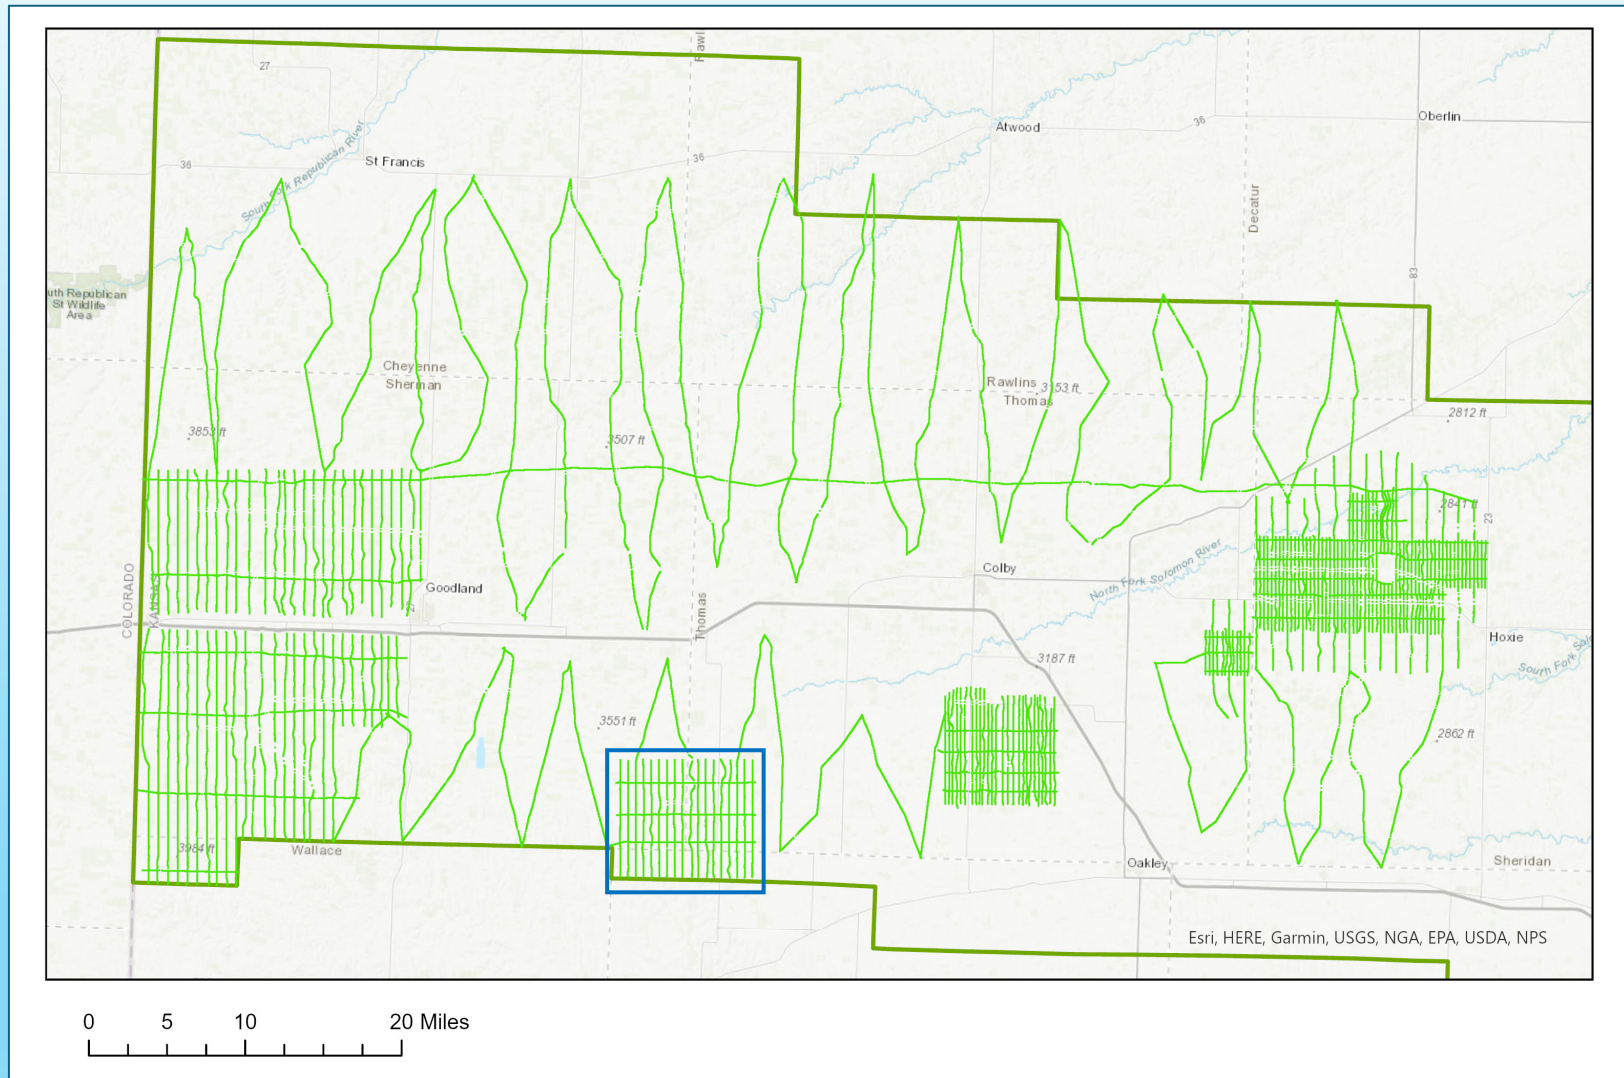 Rawl
27
South Fork Republican River
36
St Francis
36
Atwood
36
Oberlin
Decatur
83
uth Republican
St Wildlife
Area
Cheyenne
Sherman
Rawlins
Thomas
3153 ft
2812 ft
3853 ft
3507 ft
2841 ft
23
COLORADO
KANSAS
Goodland
27
Thomas
Colby
North Fork Solomon River
Hoxie
South Fork Solo
3187 ft
3551 ft
2862 ft
3984 ft
Wallace
Oakley
Sheridan
Esri, HERE, Garmin, USGS, NGA, EPA, USDA, NPS
0 5 10 20 Miles